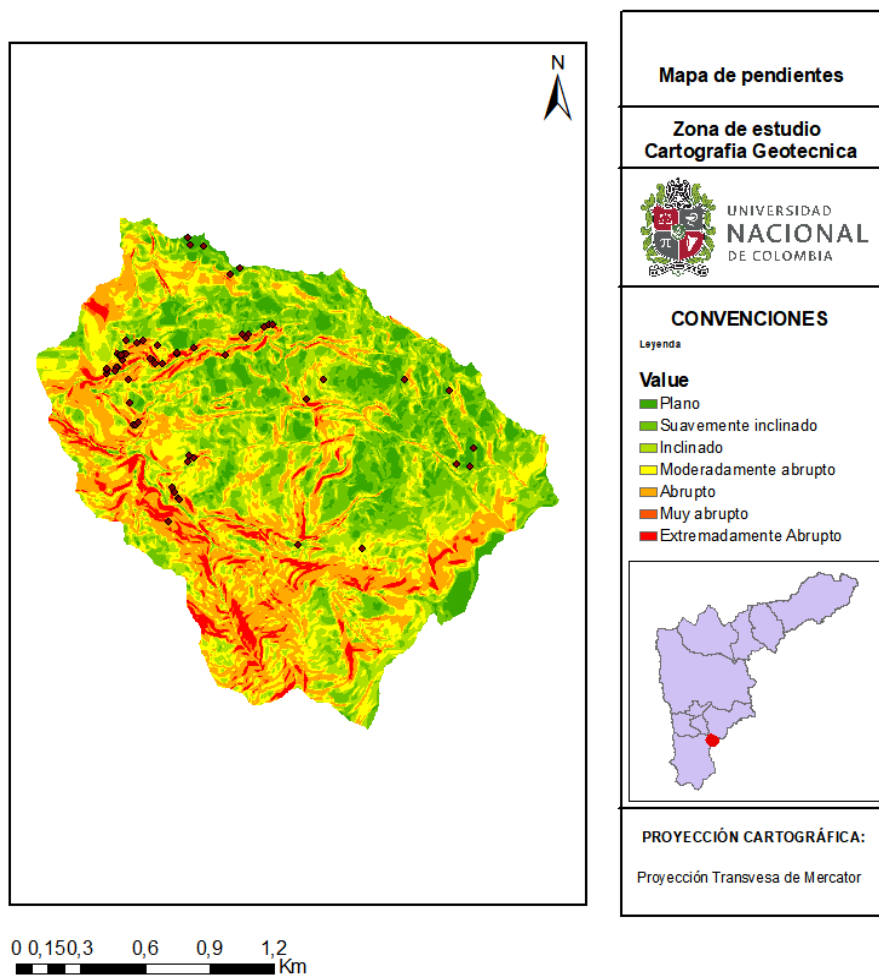 N
Mapa de pendientes
Zona de estudio
Cartografia Geotecnica
UNIVERSIDAD
NACIONAL
DE COLOMBIA
CONVENCIONES
Leyenda
Value
Plano
Suavemente inclinado
Inclinado
Moderadamente abrupto
Abrupto
Muy abrupto
Extremadamente Abrupto
PROYECCIÓN CARTOGRÁFICA:
Proyección Transvesa de Mercator
0 0,150,3 0,6 0,9 1,2
Km